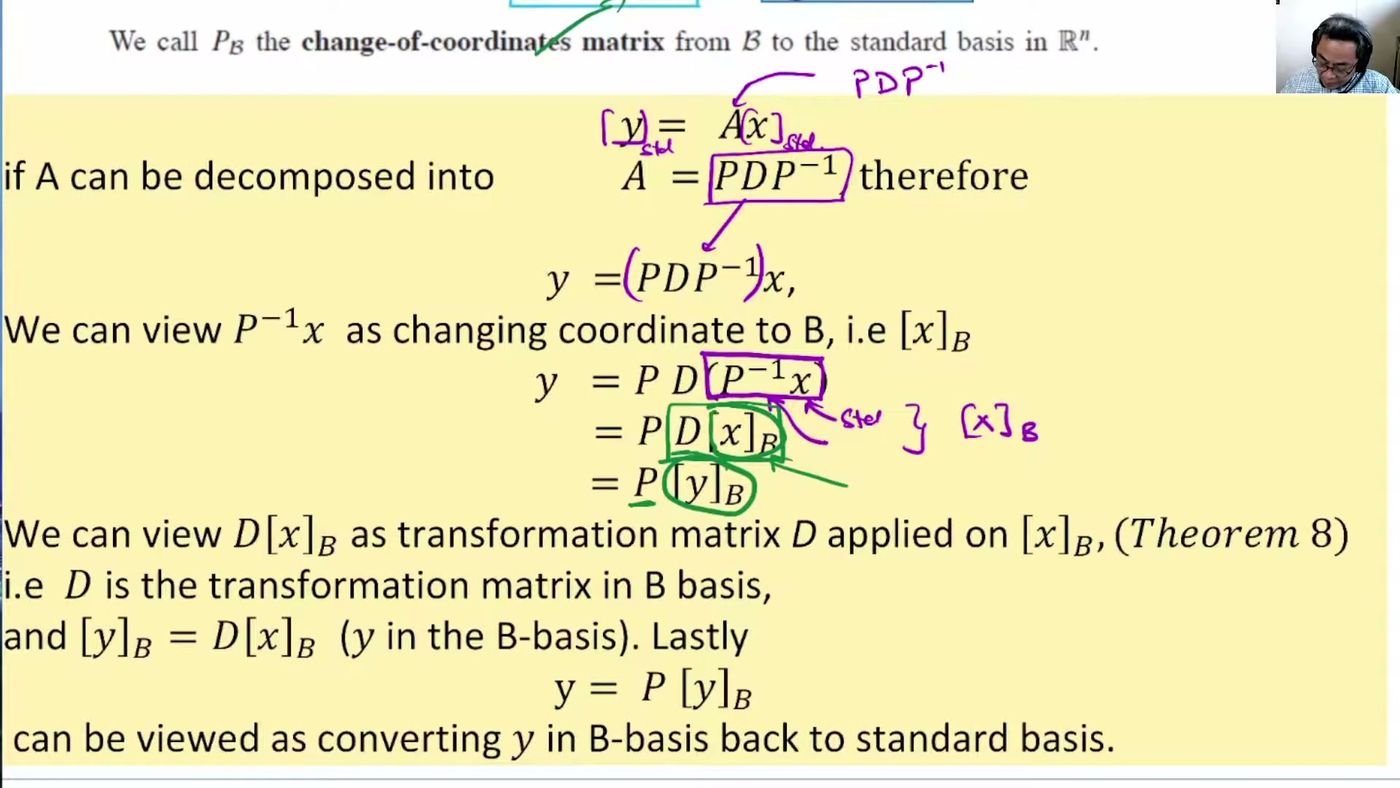 We call P_B the change-of-coordinates matrix from B to the standard basis in ℝⁿ.
PDP⁻¹
[y]_std = A[x]_std
if A can be decomposed into A = PDP⁻¹ therefore
y = (PDP⁻¹)x,
We can view P⁻¹x as changing coordinate to B, i.e [x]_B
y = P D(P⁻¹x)
= P D[x]_B std } [x]_B
= P [y]_B
We can view D[x]_B as transformation matrix D applied on [x]_B, (Theorem 8)
i.e D is the transformation matrix in B basis,
and [y]_B = D[x]_B (y in the B-basis). Lastly
y = P [y]_B
can be viewed as converting y in B-basis back to standard basis.